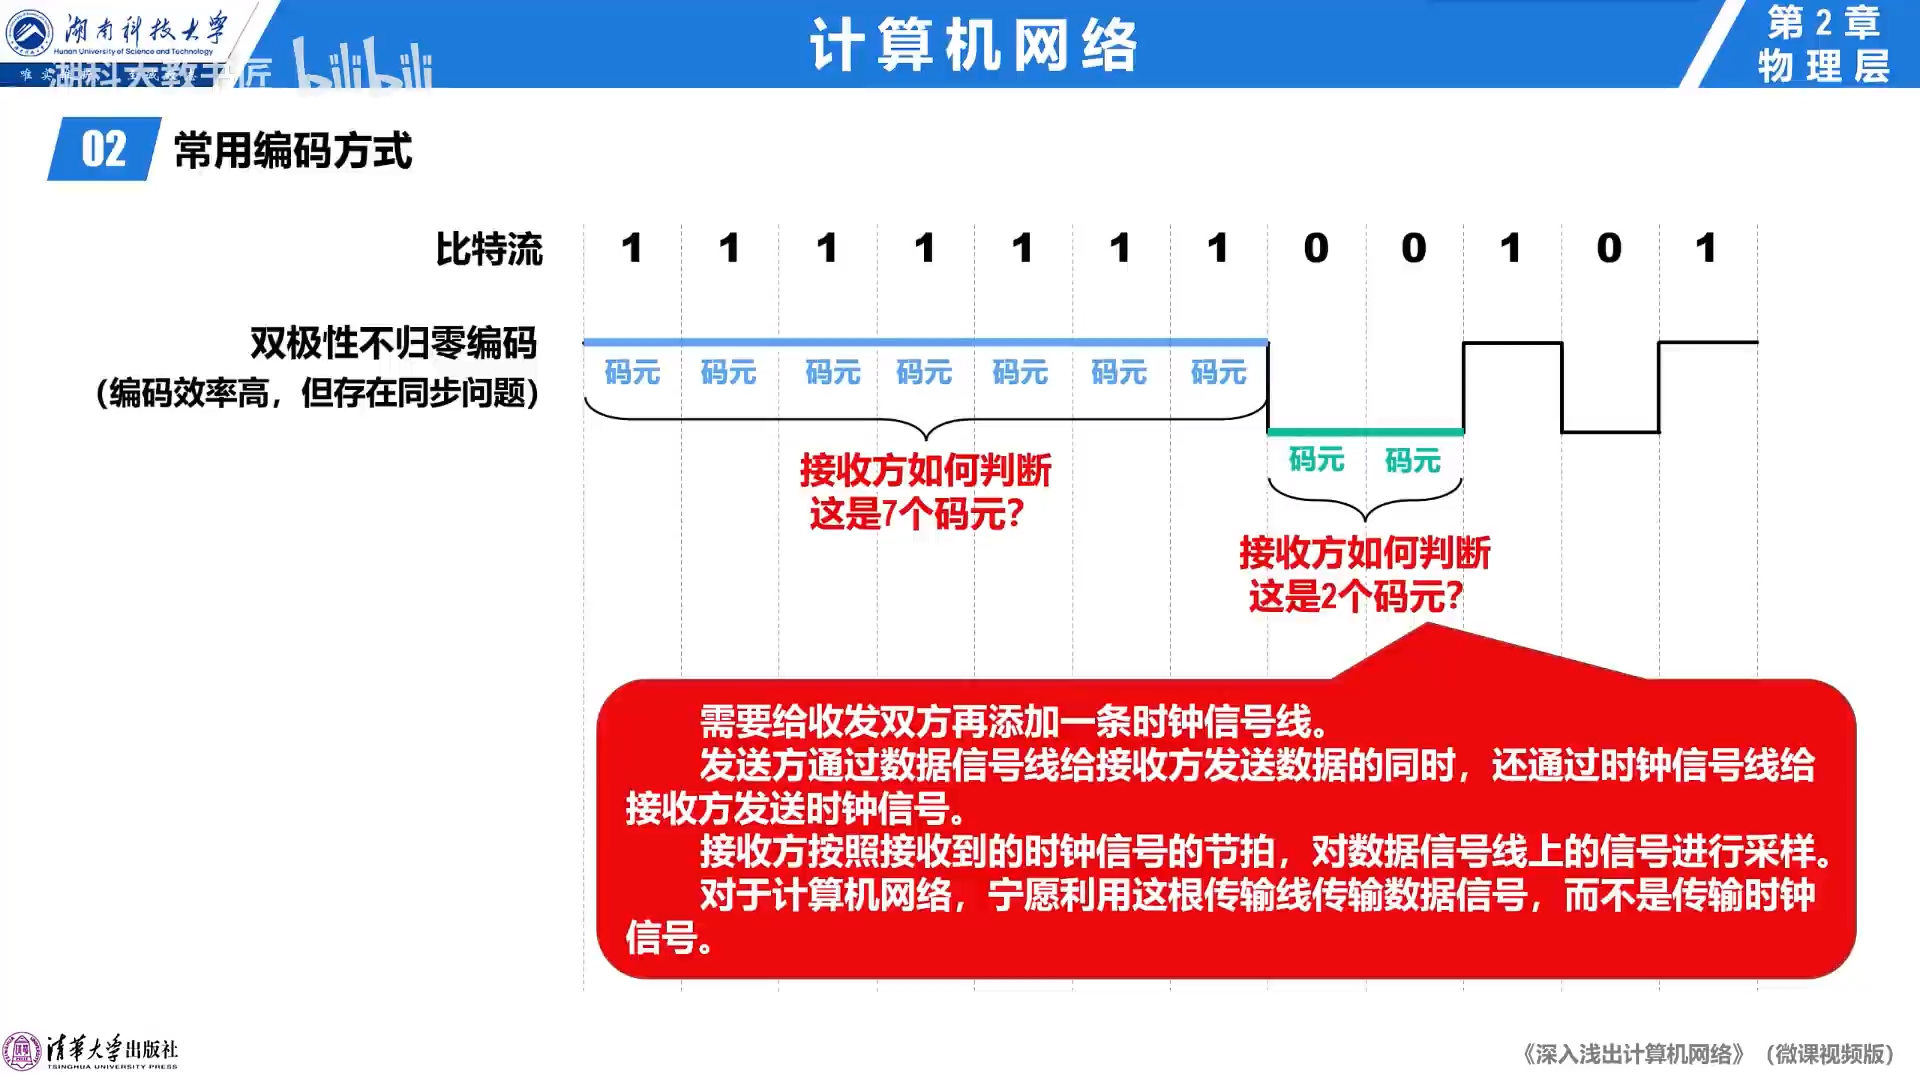 湖南科技大学
Hunan University of Science and Technology
湖科大教书匠
bilibili
计算机网络
第2章
物理层
02 常用编码方式
比特流 1 1 1 1 1 1 1 0 0 1 0 1
双极性不归零编码
（编码效率高，但存在同步问题）
码元 码元 码元 码元 码元 码元 码元
码元 码元
接收方如何判断
这是7个码元？
接收方如何判断
这是2个码元？
需要给收发双方再添加一条时钟信号线。
发送方通过数据信号线给接收方发送数据的同时，还通过时钟信号线给
接收方发送时钟信号。
接收方按照接收到的时钟信号的节拍，对数据信号线上的信号进行采样。
对于计算机网络，宁愿利用这根传输线传输数据信号，而不是传输时钟
信号。
清华大学出版社
TSINGHUA UNIVERSITY PRESS
《深入浅出计算机网络》（微课视频版）